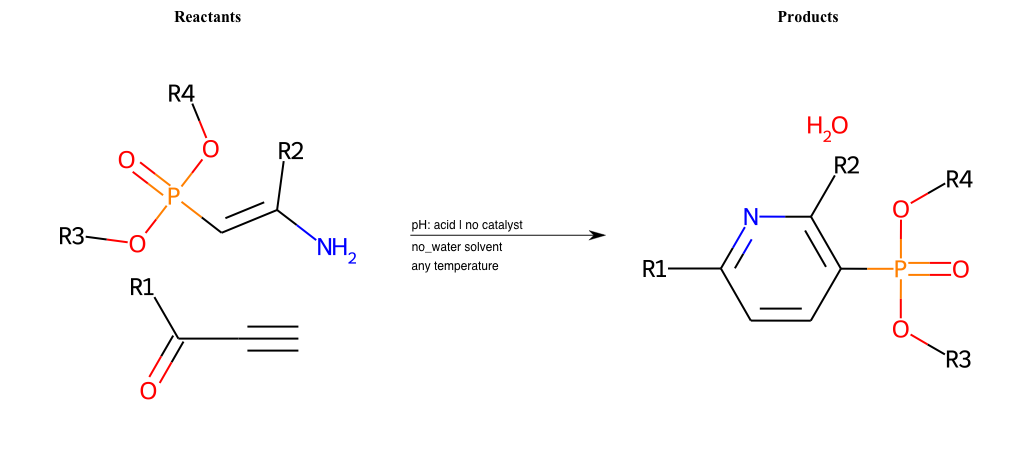 Reactants
Products
R4
O
O
R2
P
R3
O
NH2
R1
O
pH: acid | no catalyst
no_water solvent
any temperature
H2O
R2
R4
N
O
R1
P
O
O
R3